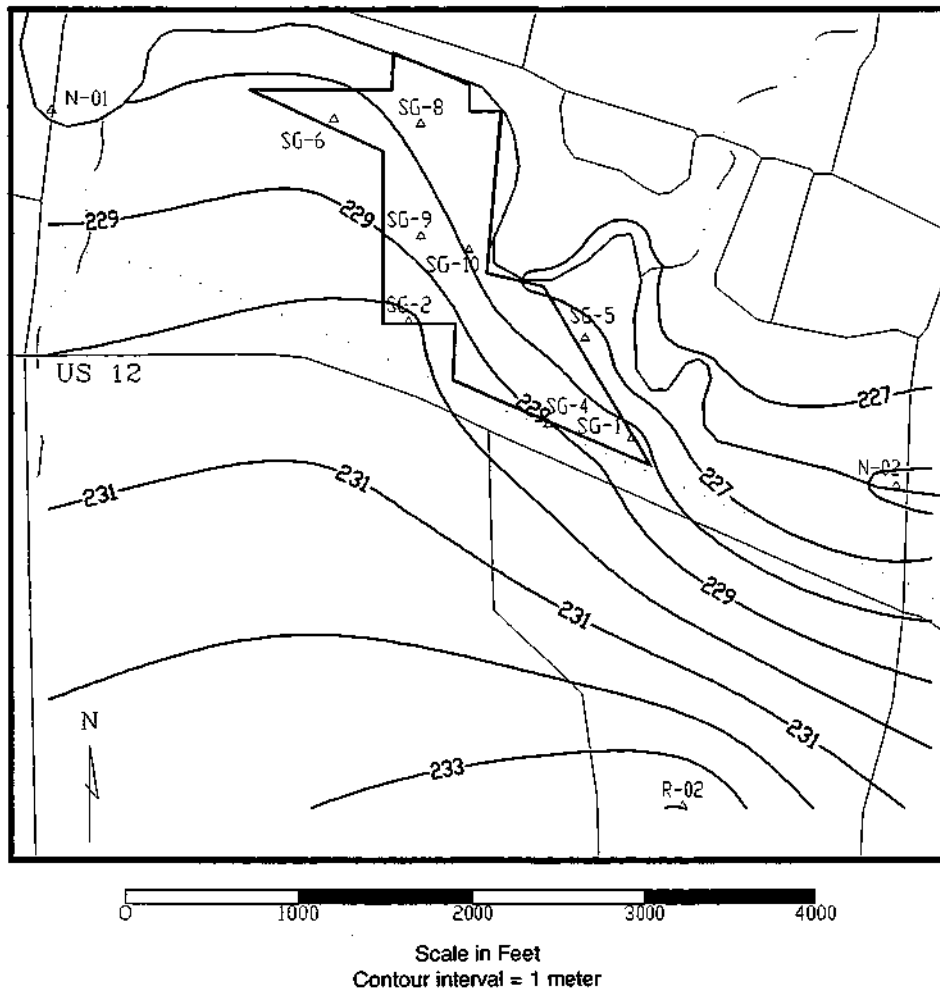 N-01
SG-8
SG-6
229
229
SG-9
SG-10
SG-2
SG-5
US 12
227
SG-4
229
SG-1
N-02
231
231
227
229
231
231
N
233
R-02
0 1000 2000 3000 4000
Scale in Feet
Contour interval = 1 meter